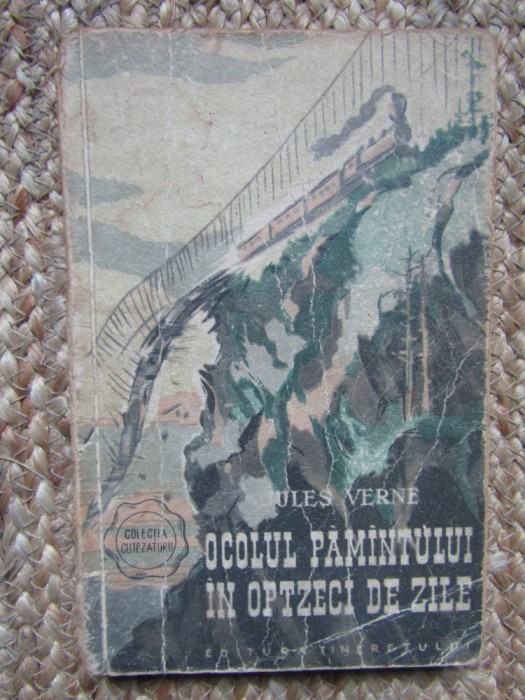 JULES VERNE
OCOLUL PĂMÎNTULUI
ÎN OPTZECI DE ZILE
COLECȚIA
CUTEZĂTORII
EDITURA TINERETULUI